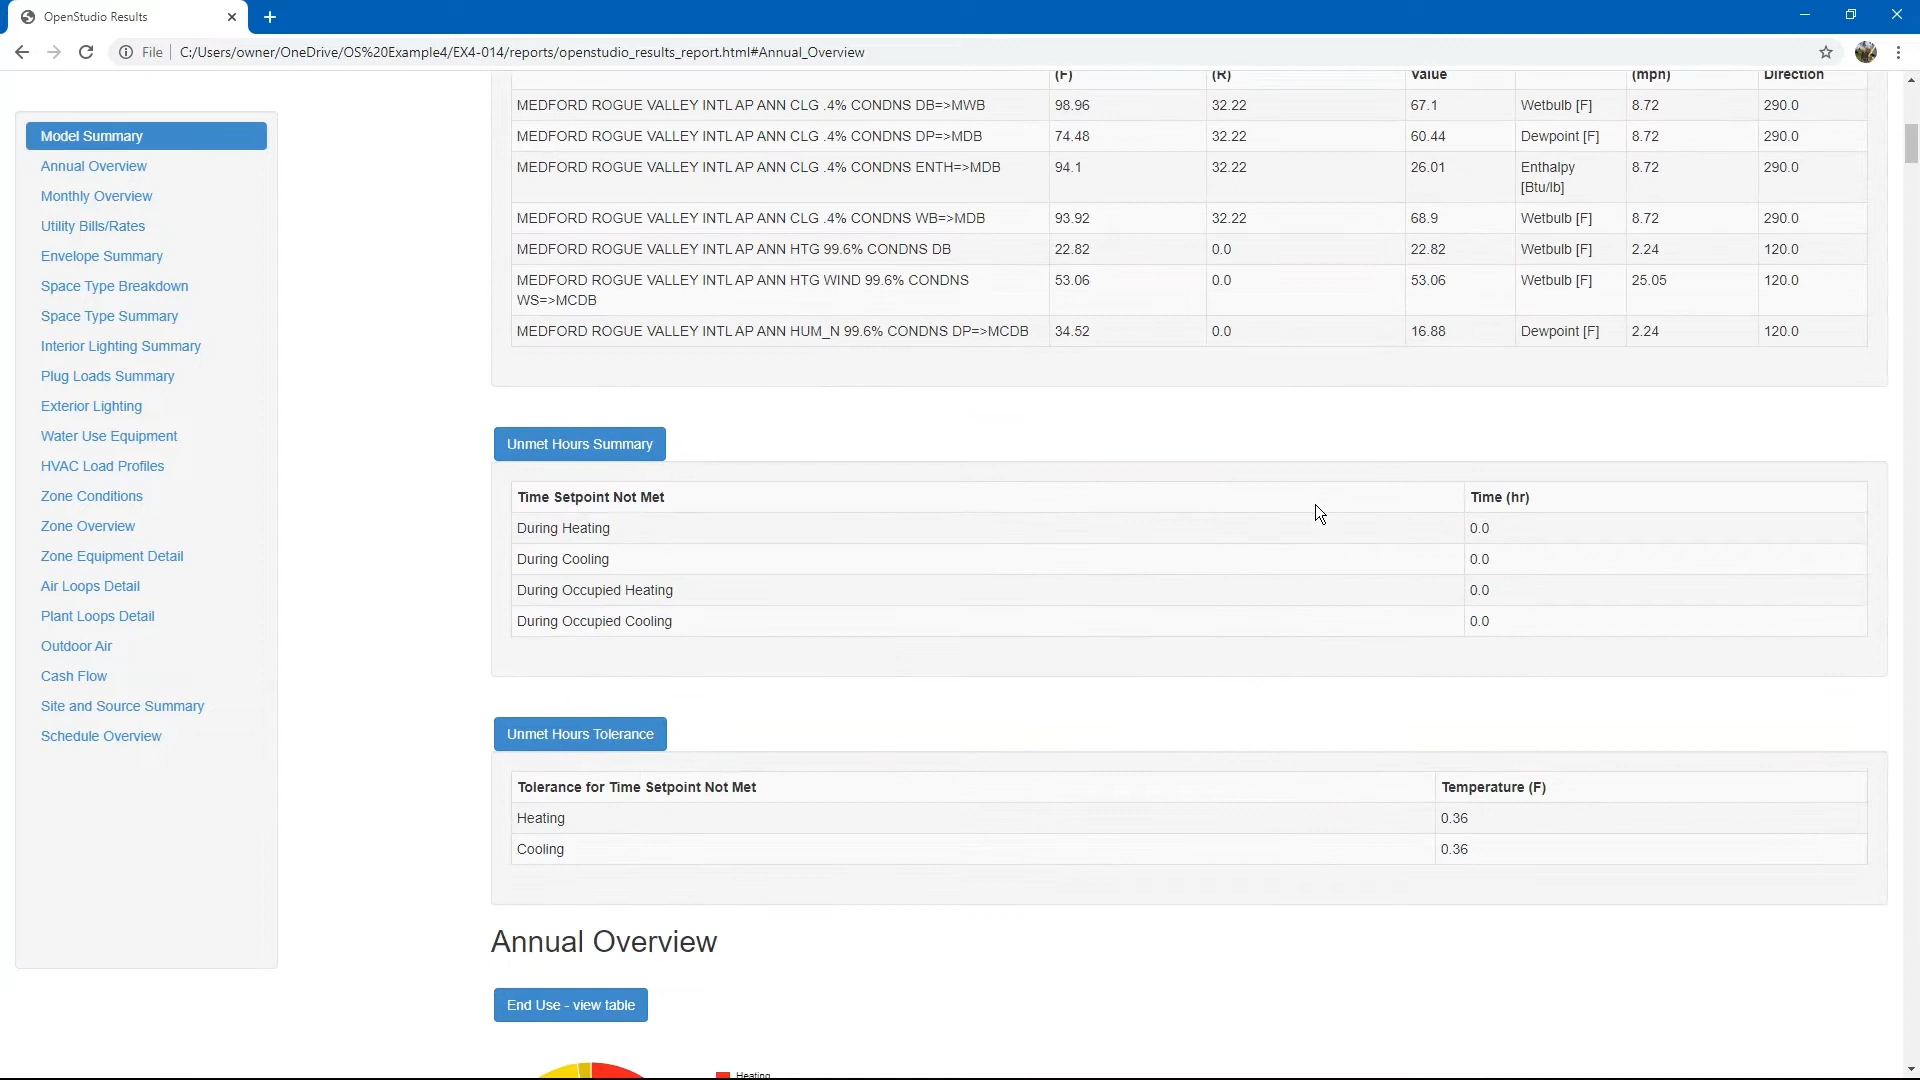 OpenStudio Results
File C:/Users/owner/OneDrive/OS%20Example4/EX4-014/reports/openstudio_results_report.html#Annual_Overview
Model Summary
Annual Overview
Monthly Overview
Utility Bills/Rates
Envelope Summary
Space Type Breakdown
Space Type Summary
Interior Lighting Summary
Plug Loads Summary
Exterior Lighting
Water Use Equipment
HVAC Load Profiles
Zone Conditions
Zone Overview
Zone Equipment Detail
Air Loops Detail
Plant Loops Detail
Outdoor Air
Cash Flow
Site and Source Summary
Schedule Overview
(F) (R) Value (mph) Direction
MEDFORD ROGUE VALLEY INTL AP ANN CLG .4% CONDNS DB=>MWB 98.96 32.22 67.1 Wetbulb [F] 8.72 290.0
MEDFORD ROGUE VALLEY INTL AP ANN CLG .4% CONDNS DP=>MDB 74.48 32.22 60.44 Dewpoint [F] 8.72 290.0
MEDFORD ROGUE VALLEY INTL AP ANN CLG .4% CONDNS ENTH=>MDB 94.1 32.22 26.01 Enthalpy 8.72 290.0
[Btu/lb]
MEDFORD ROGUE VALLEY INTL AP ANN CLG .4% CONDNS WB=>MDB 93.92 32.22 68.9 Wetbulb [F] 8.72 290.0
MEDFORD ROGUE VALLEY INTL AP ANN HTG 99.6% CONDNS DB 22.82 0.0 22.82 Wetbulb [F] 2.24 120.0
MEDFORD ROGUE VALLEY INTL AP ANN HTG WIND 99.6% CONDNS 53.06 0.0 53.06 Wetbulb [F] 25.05 120.0
WS=>MCDB
MEDFORD ROGUE VALLEY INTL AP ANN HUM_N 99.6% CONDNS DP=>MCDB 34.52 0.0 16.88 Dewpoint [F] 2.24 120.0
Unmet Hours Summary
Time Setpoint Not Met Time (hr)
During Heating 0.0
During Cooling 0.0
During Occupied Heating 0.0
During Occupied Cooling 0.0
Unmet Hours Tolerance
Tolerance for Time Setpoint Not Met Temperature (F)
Heating 0.36
Cooling 0.36
Annual Overview
End Use - view table
Heating